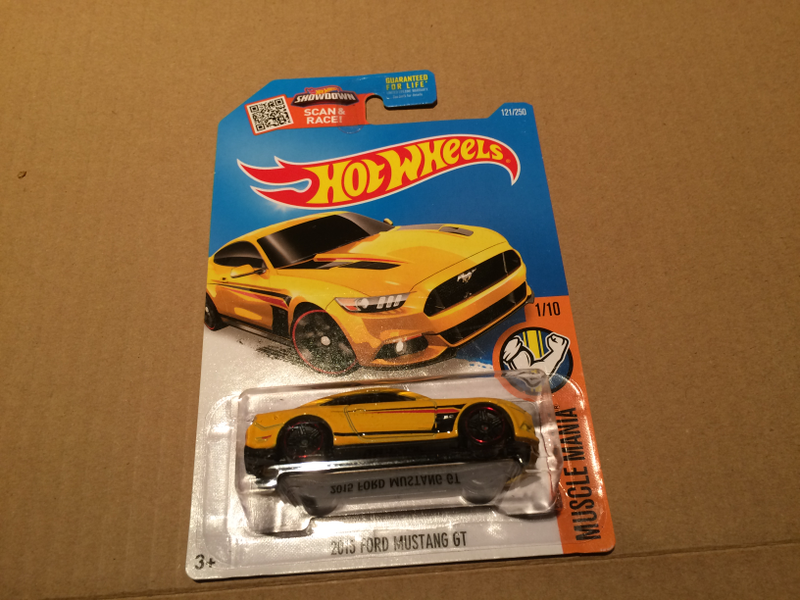 GUARANTEED
FOR LIFE
SHOWDOWN
SCAN &
RACE!
121/250
HOT WHEELS
1/10
MUSCLE MANIA
2015 FORD MUSTANG GT
2015 FORD MUSTANG GT
3+